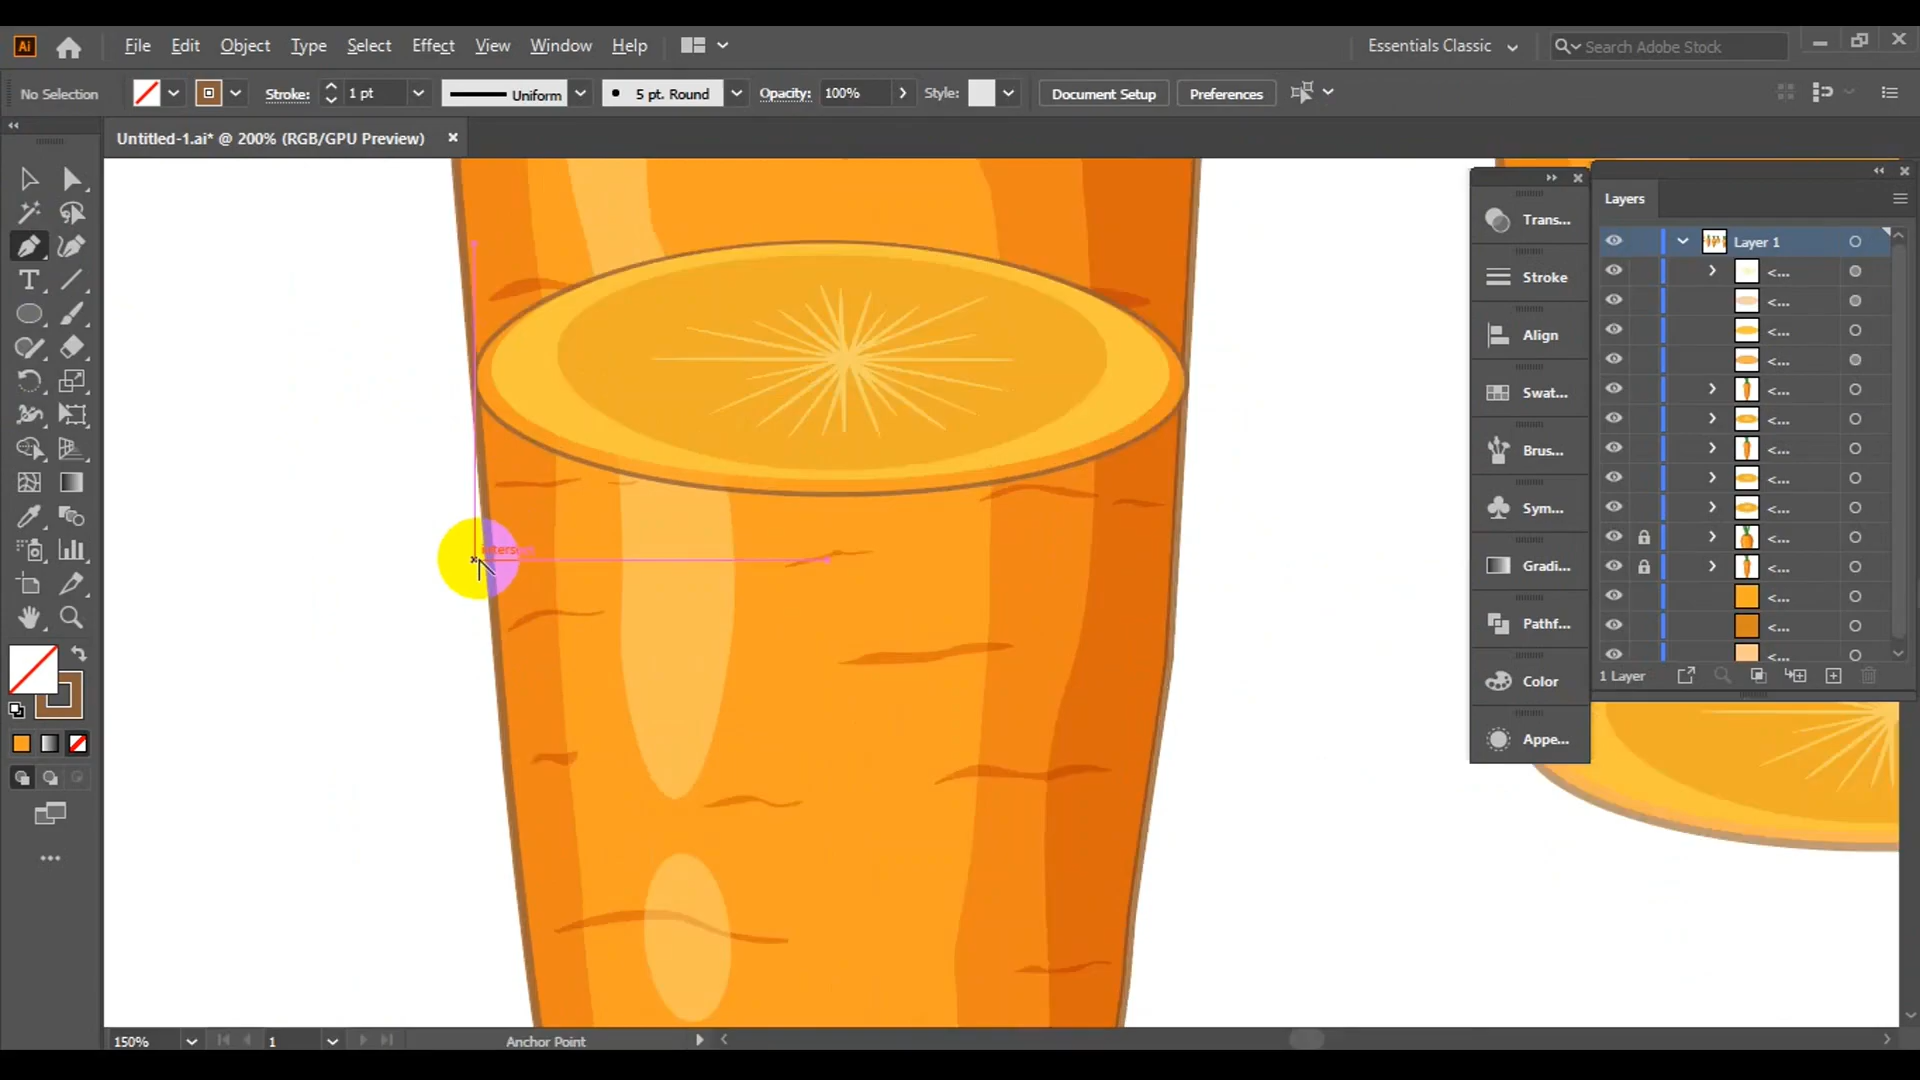 Ai File Edit Object Type Select Effect View Window Help Essentials Classic Search Adobe Stock
No Selection Stroke: 1 pt Uniform 5 pt. Round Opacity: 100% Style: Document Setup Preferences
Untitled-1.ai* @ 200% (RGB/GPU Preview)
Layers
Trans...
Layer 1
<...
Stroke
<...
<...
Align
<...
Swat...
<...
<...
Brus...
<...
<...
Sym...
<...
<...
Gradi...
<...
<...
Pathf...
<...
<...
1 Layer
Color
Appe...
150% 1 Anchor Point